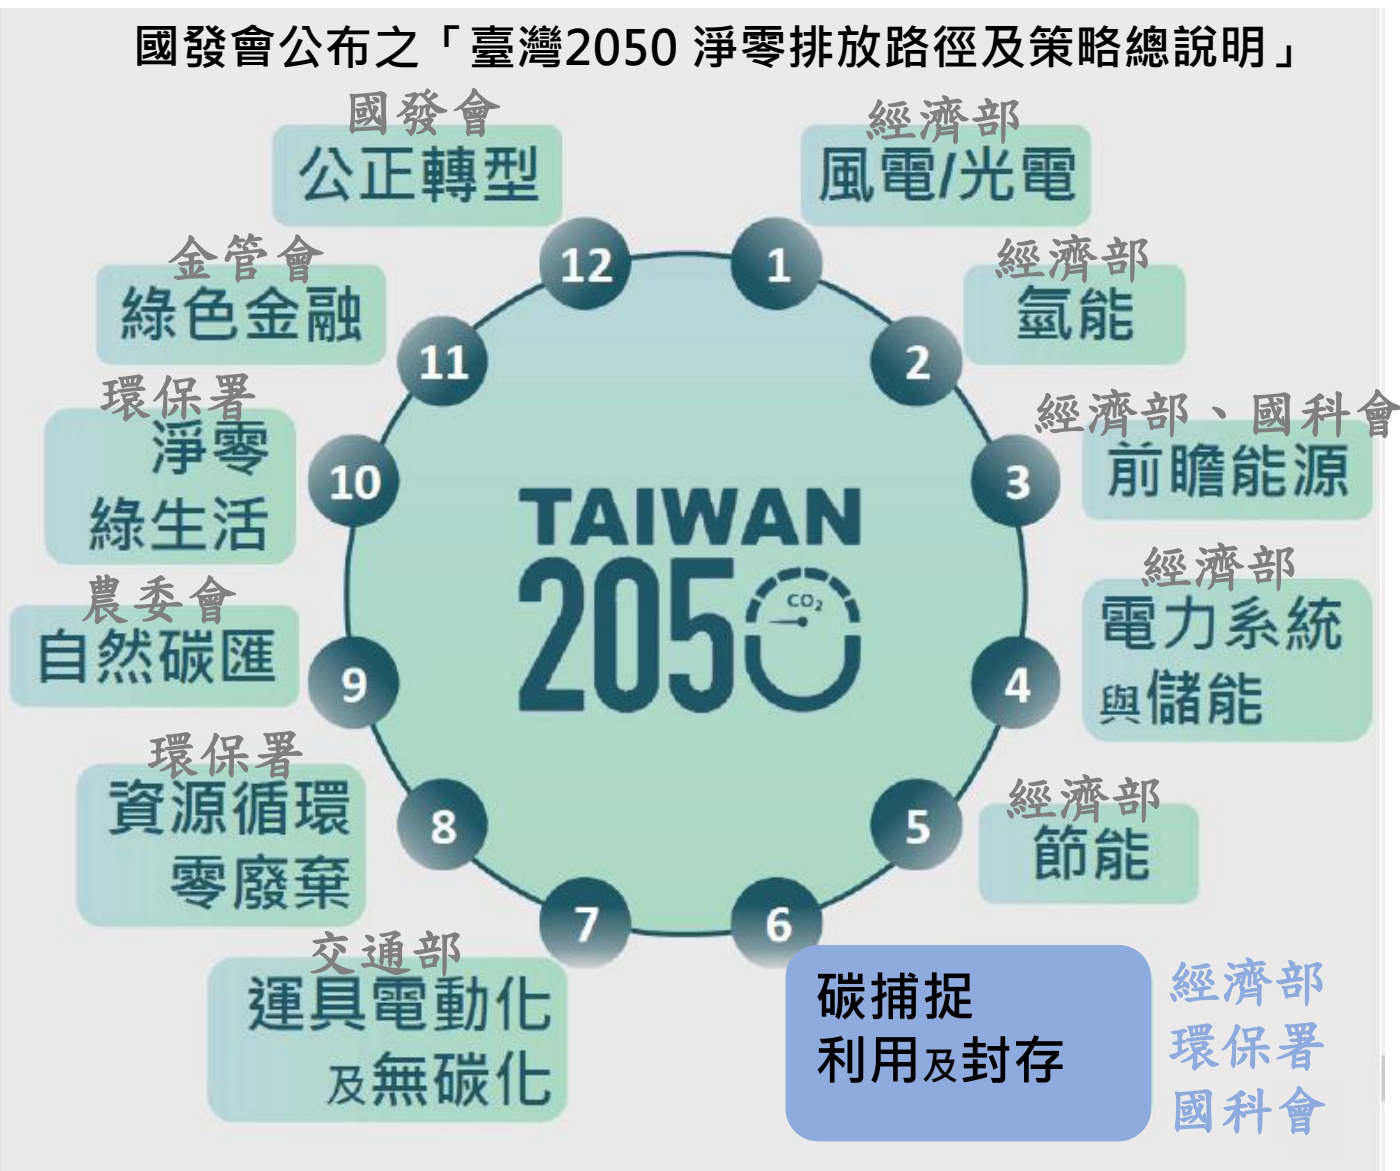 國發會公布之「臺灣2050 淨零排放路徑及策略總說明」
經濟部
風電/光電
1
經濟部
氫能
2
經濟部、國科會
前瞻能源
3
經濟部
電力系統
與儲能
4
經濟部
節能
5
6
碳捕捉
利用及封存
經濟部
環保署
國科會
交通部
運具電動化
及無碳化
7
環保署
資源循環
零廢棄
8
農委會
自然碳匯
9
環保署
淨零
綠生活
10
金管會
綠色金融
11
國發會
公正轉型
12
TAIWAN
2050
CO₂